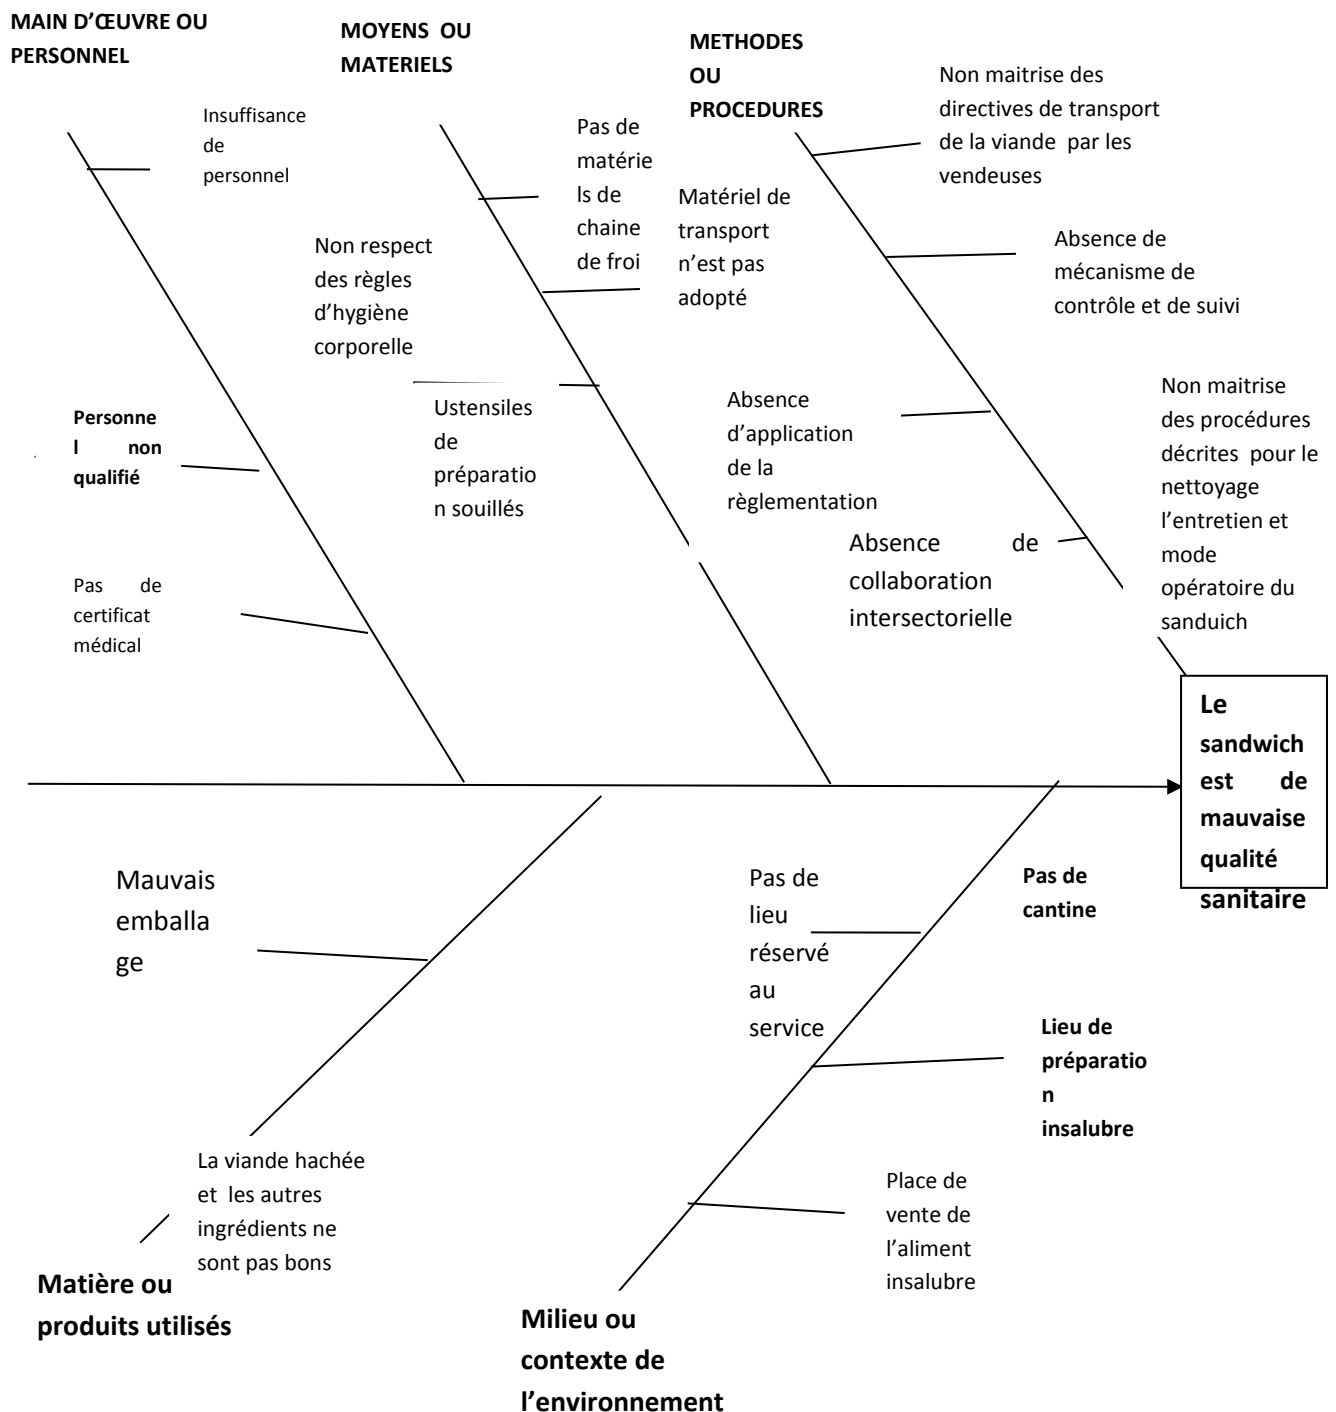 MAIN D’ŒUVRE OU
PERSONNEL
MOYENS OU
MATERIELS
METHODES
OU
PROCEDURES
Insuffisance
de
personnel
Personne
l non
qualifié
Pas de
certificat
médical
Non respect
des règles
d’hygiène
corporelle
Pas de
matérie
ls de
chaine
de froi
Matériel de
transport
n’est pas
adopté
Ustensiles
de
préparatio
n souillés
Non maitrise des
directives de transport
de la viande par les
vendeuses
Absence de
mécanisme de
contrôle et de suivi
Absence
d’application
de la
règlementation
Absence de
collaboration
intersectorielle
Non maitrise
des procédures
décrites pour le
nettoyage
l’entretien et
mode
opératoire du
sanduich
Le
sandwich
est de
mauvaise
qualité
sanitaire
Mauvais
emballa
ge
La viande hachée
et les autres
ingrédients ne
sont pas bons
Matière ou
produits utilisés
Pas de
lieu
réservé
au
service
Pas de
cantine
Lieu de
préparatio
n
insalubre
Place de
vente de
l’aliment
insalubre
Milieu ou
contexte de
l’environnement